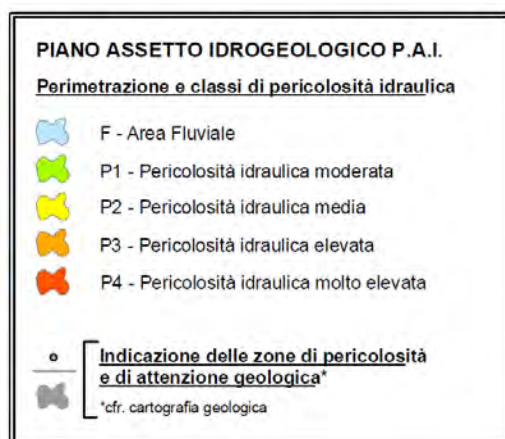 PIANO ASSETTO IDROGEOLOGICO P.A.I.
Perimetrazione e classi di pericolosità idraulica
F - Area Fluviale
P1 - Pericolosità idraulica moderata
P2 - Pericolosità idraulica media
P3 - Pericolosità idraulica elevata
P4 - Pericolosità idraulica molto elevata
Indicazione delle zone di pericolosità
e di attenzione geologica*
*cfr. cartografia geologica